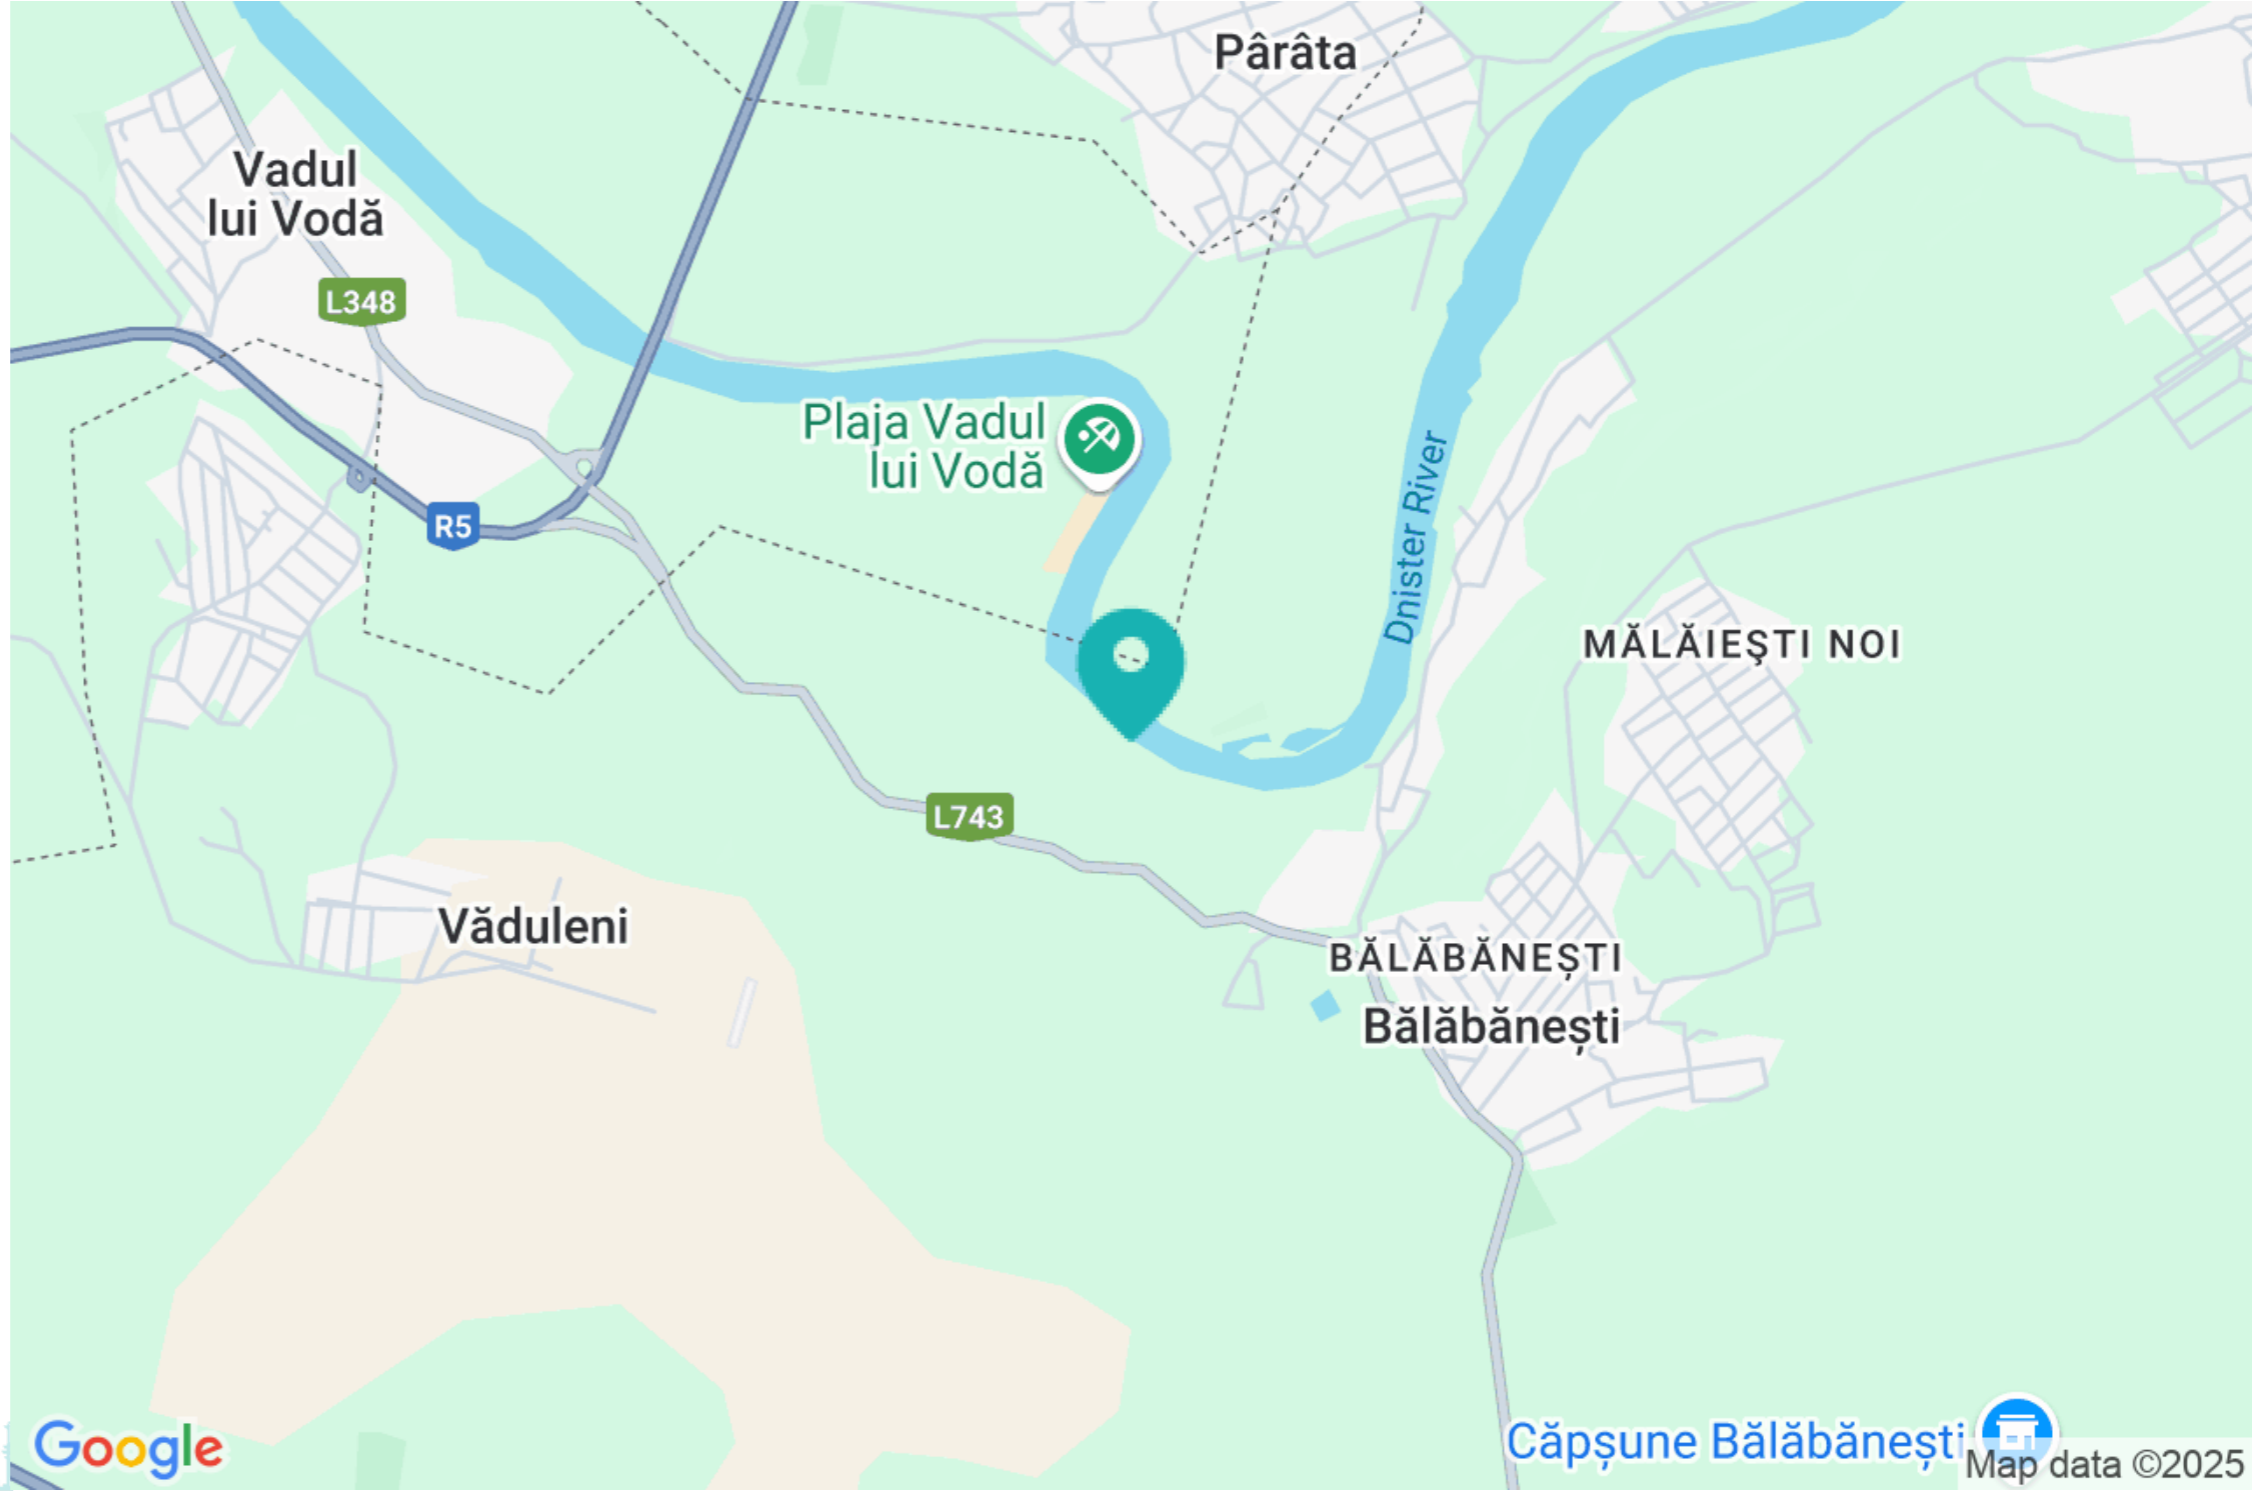 Pârâta
Vadul
lui Vodă
L348
Plaja Vadul
lui Vodă
R5
Dnister River
MĂLĂIEŞTI NOI
L743
Văduleni
BĂLĂBĂNEȘTI
Bălăbănești
Căpșune Bălăbănești
Google
Map data ©2025